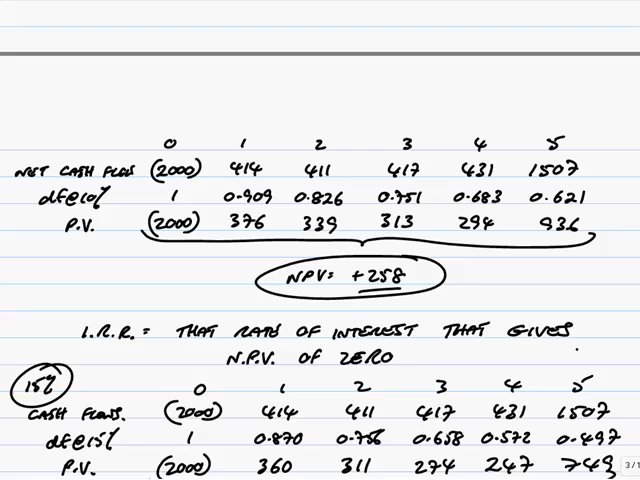 0 1 2 3 4 5
NET CASH FLOWS (2000) 414 411 417 431 1507
df@10% 1 0.909 0.826 0.751 0.683 0.621
P.V. (2000) 376 339 313 294 936
NPV= +258
I.R.R. = THAT RATE OF INTEREST THAT GIVES
N.P.V. OF ZERO
15%
0 1 2 3 4 5
CASH FLOWS. (2000) 414 411 417 431 1507
df@15% 1 0.870 0.756 0.658 0.572 0.497
P.V. (2000) 360 311 274 247 749
3/1